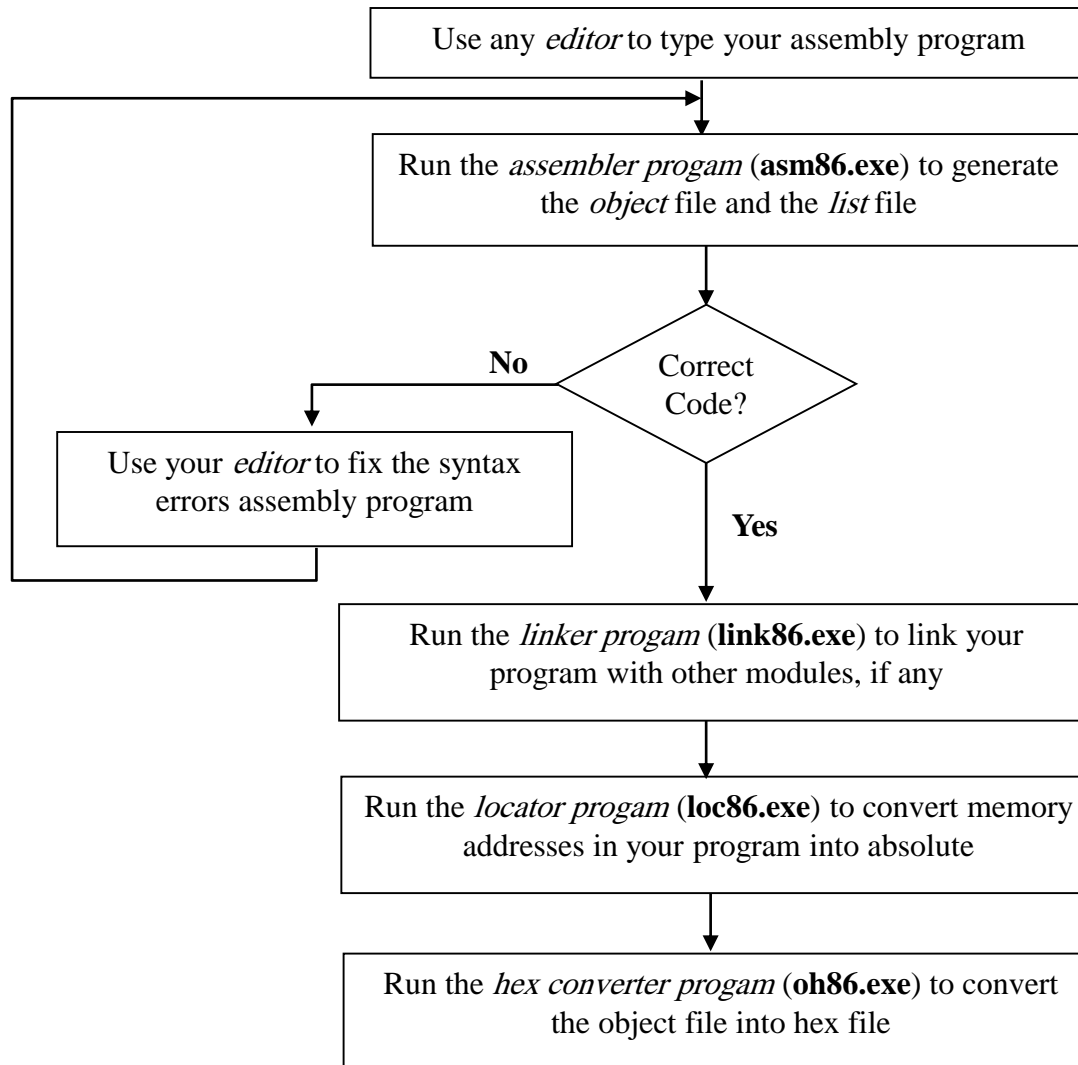 Use any editor to type your assembly program
Run the assembler progam (asm86.exe) to generate
the object file and the list file
Correct
Code?
No
Use your editor to fix the syntax
errors assembly program
Yes
Run the linker progam (link86.exe) to link your
program with other modules, if any
Run the locator progam (loc86.exe) to convert memory
addresses in your program into absolute
Run the hex converter progam (oh86.exe) to convert
the object file into hex file